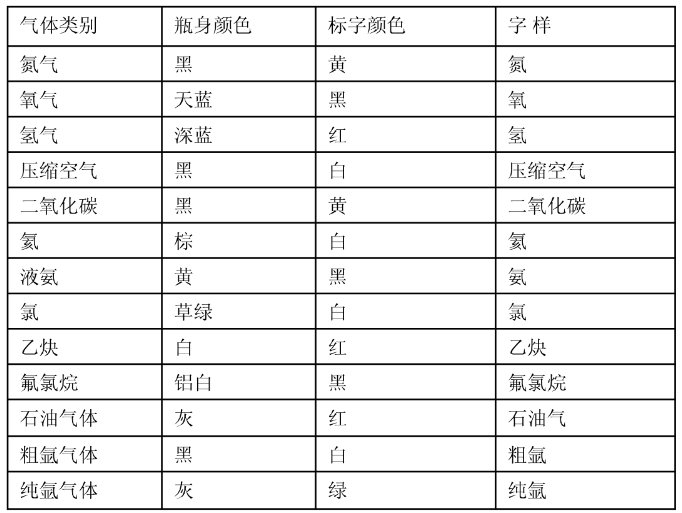 气体类别 瓶身颜色 标字颜色 字 样
氮气 黑 黄 氮
氧气 天蓝 黑 氧
氢气 深蓝 红 氢
压缩空气 黑 白 压缩空气
二氧化碳 黑 黄 二氧化碳
氦 棕 白 氦
液氨 黄 黑 氨
氯 草绿 白 氯
乙炔 白 红 乙炔
氟氯烷 铝白 黑 氟氯烷
石油气体 灰 红 石油气
粗氩气体 黑 白 粗氩
纯氩气体 灰 绿 纯氩